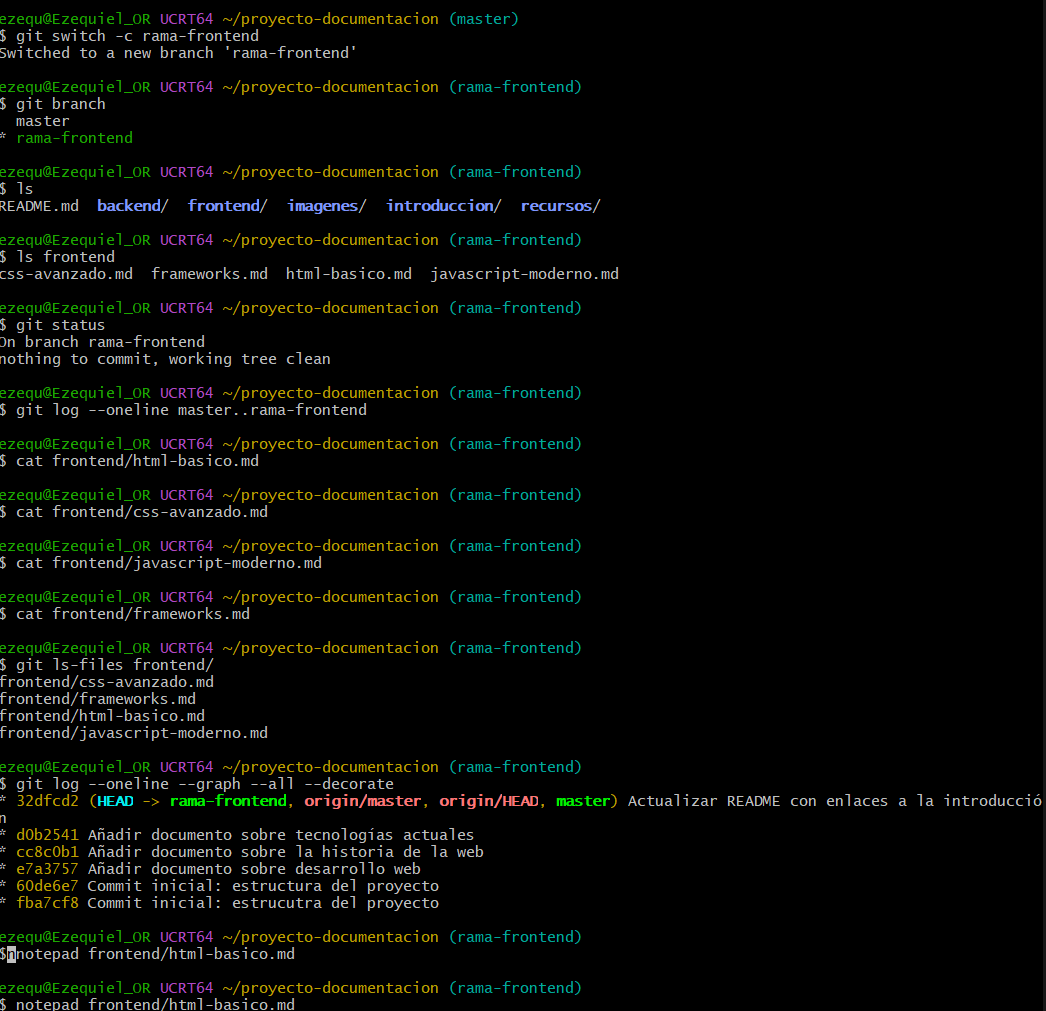 ezequ@Ezequiel_OR UCRT64 ~/proyecto-documentacion (master)
$ git switch -c rama-frontend
Switched to a new branch 'rama-frontend'
ezequ@Ezequiel_OR UCRT64 ~/proyecto-documentacion (rama-frontend)
$ git branch
  master
* rama-frontend
ezequ@Ezequiel_OR UCRT64 ~/proyecto-documentacion (rama-frontend)
$ ls
README.md  backend/  frontend/  imagenes/  introduccion/  recursos/
ezequ@Ezequiel_OR UCRT64 ~/proyecto-documentacion (rama-frontend)
$ ls frontend
css-avanzado.md  frameworks.md  html-basico.md  javascript-moderno.md
ezequ@Ezequiel_OR UCRT64 ~/proyecto-documentacion (rama-frontend)
$ git status
On branch rama-frontend
nothing to commit, working tree clean
ezequ@Ezequiel_OR UCRT64 ~/proyecto-documentacion (rama-frontend)
$ git log --oneline master..rama-frontend
ezequ@Ezequiel_OR UCRT64 ~/proyecto-documentacion (rama-frontend)
$ cat frontend/html-basico.md
ezequ@Ezequiel_OR UCRT64 ~/proyecto-documentacion (rama-frontend)
$ cat frontend/css-avanzado.md
ezequ@Ezequiel_OR UCRT64 ~/proyecto-documentacion (rama-frontend)
$ cat frontend/javascript-moderno.md
ezequ@Ezequiel_OR UCRT64 ~/proyecto-documentacion (rama-frontend)
$ cat frontend/frameworks.md
ezequ@Ezequiel_OR UCRT64 ~/proyecto-documentacion (rama-frontend)
$ git ls-files frontend/
frontend/css-avanzado.md
frontend/frameworks.md
frontend/html-basico.md
frontend/javascript-moderno.md
ezequ@Ezequiel_OR UCRT64 ~/proyecto-documentacion (rama-frontend)
$ git log --oneline --graph --all --decorate
* 32dfcd2 (HEAD -> rama-frontend, origin/master, origin/HEAD, master) Actualizar README con enlaces a la introducció
n
* d0b2541 Añadir documento sobre tecnologías actuales
* cc8c0b1 Añadir documento sobre la historia de la web
* e7a3757 Añadir documento sobre desarrollo web
* 60de6e7 Commit inicial: estructura del proyecto
* fba7cf8 Commit inicial: estrucutra del proyecto
ezequ@Ezequiel_OR UCRT64 ~/proyecto-documentacion (rama-frontend)
$nnotepad frontend/html-basico.md
ezequ@Ezequiel_OR UCRT64 ~/proyecto-documentacion (rama-frontend)
$ notepad frontend/html-basico.md